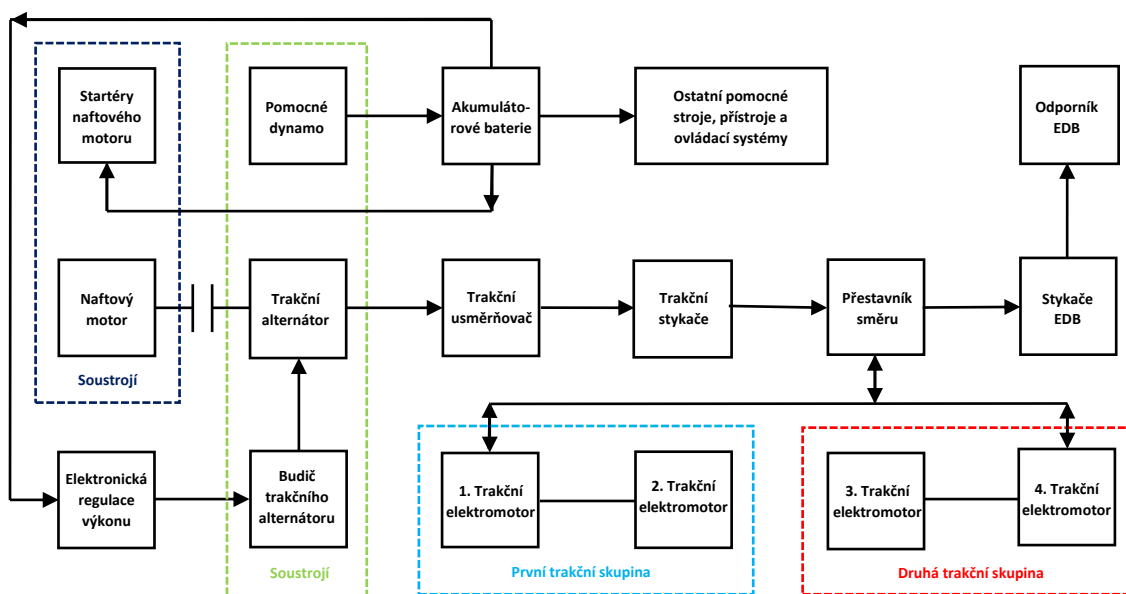 Startéry
naftového
motoru
Pomocné
dynamo
Akumuláto-
rové baterie
Ostatní pomocné
stroje, přístroje a
ovládací systémy
Odporník
EDB
Naftový
motor
Trakční
alternátor
Trakční
usměrňovač
Trakční
stykače
Přestavník
směru
Stykače
EDB
Soustrojí
Elektronická
regulace
výkonu
Budič
trakčního
alternátoru
1. Trakční
elektromotor
2. Trakční
elektromotor
3. Trakční
elektromotor
4. Trakční
elektromotor
Soustrojí
První trakční skupina
Druhá trakční skupina